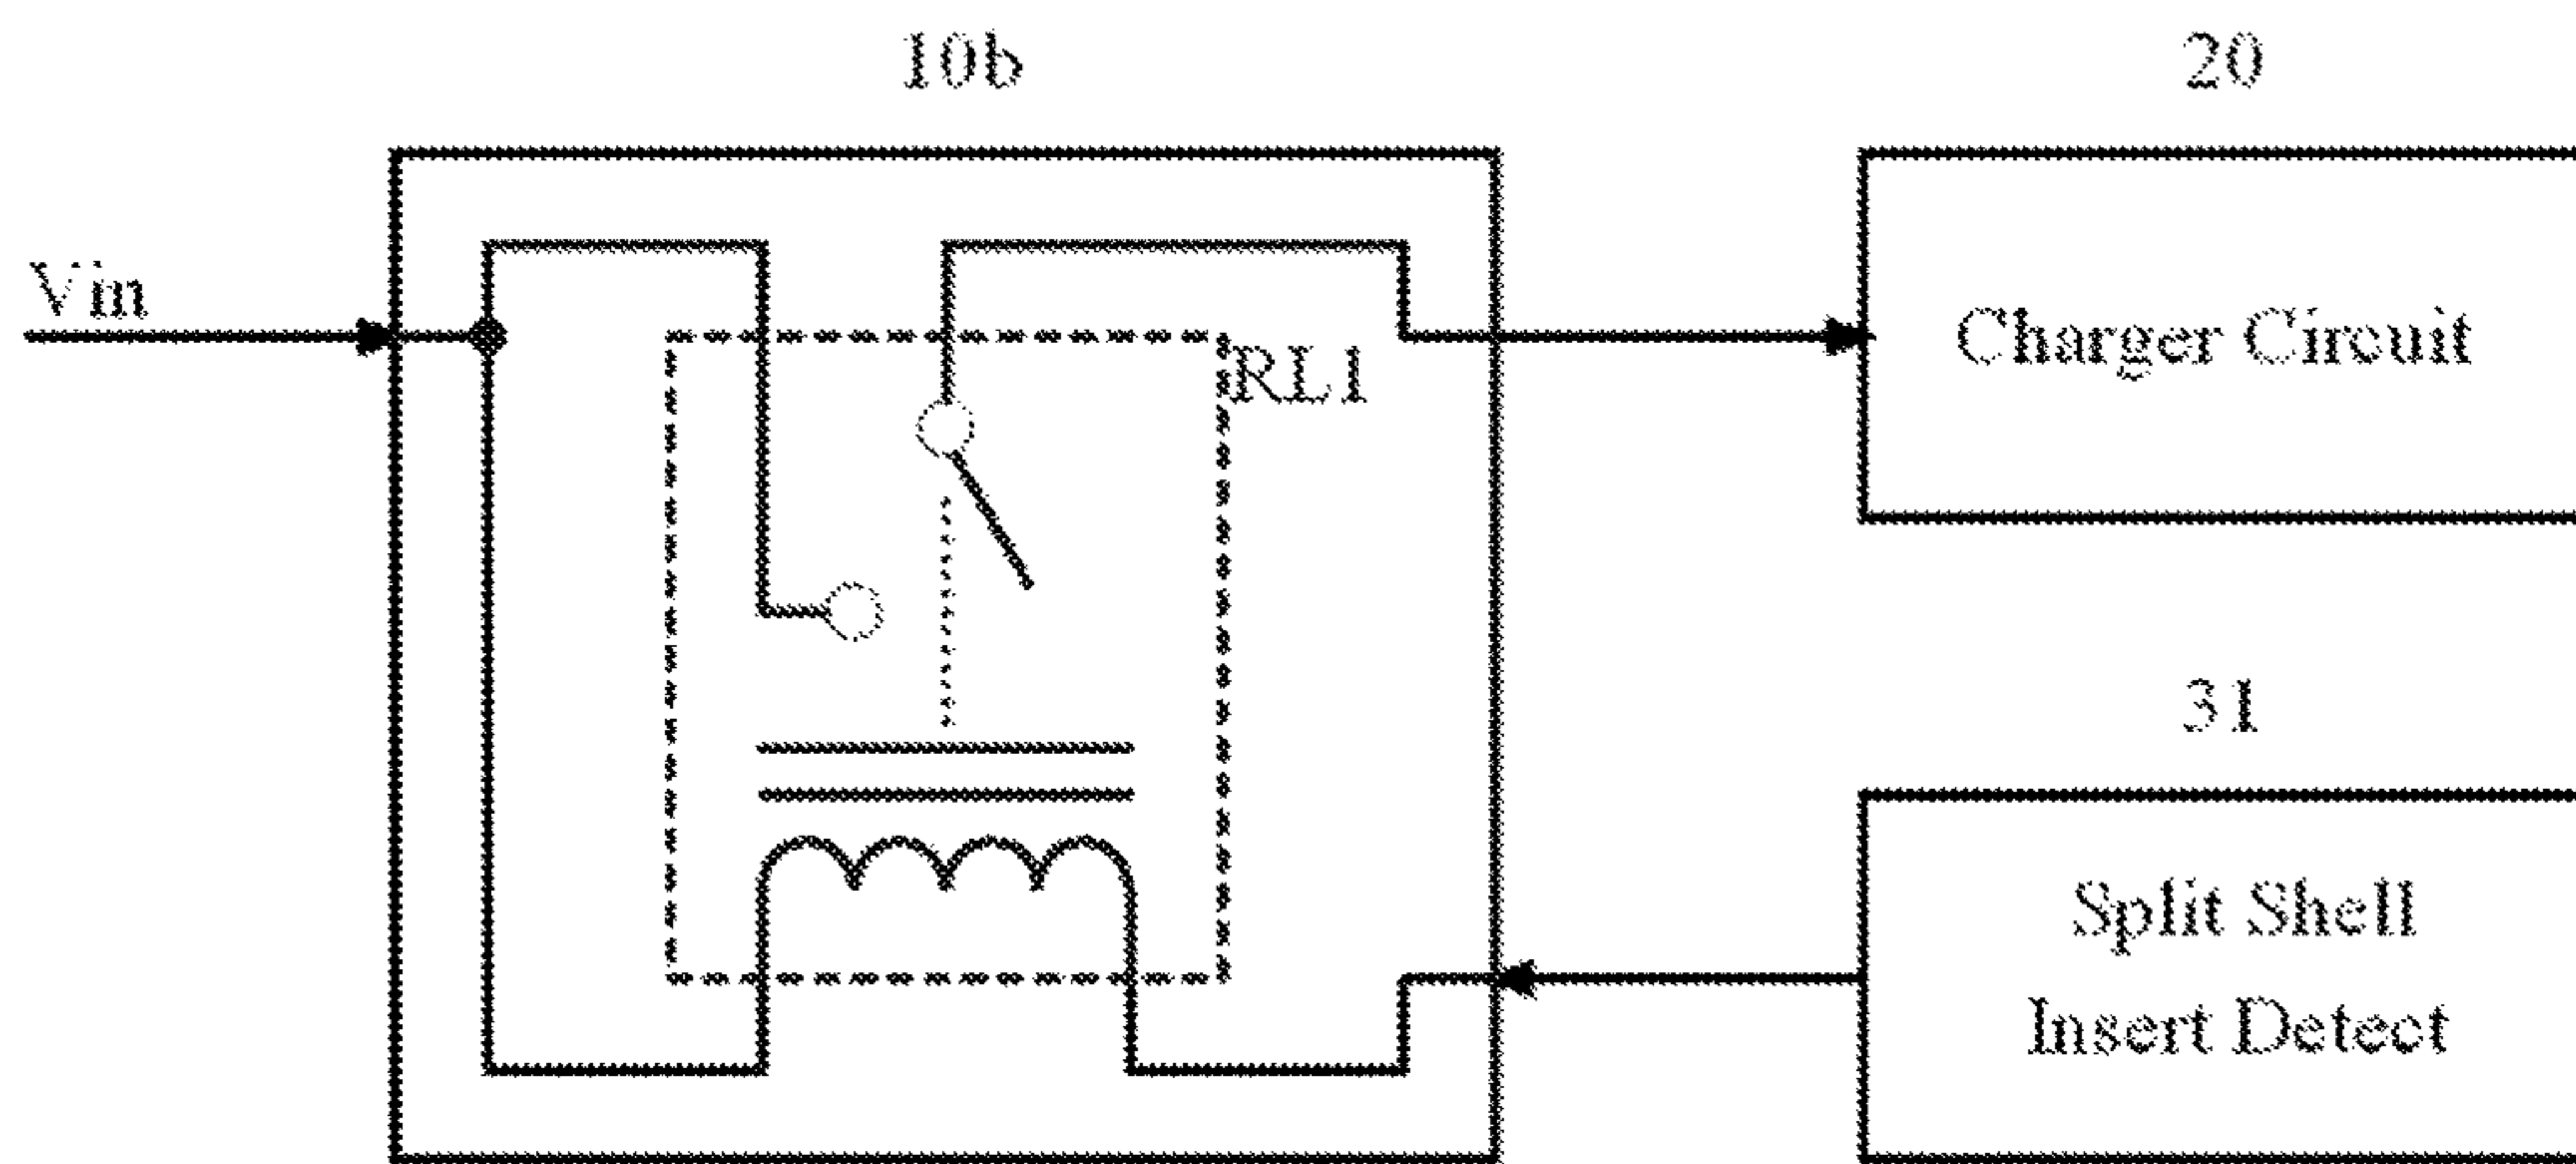 10b
20
Vin
RL1
Charger Circuit
31
Split Shell
Insert Detect